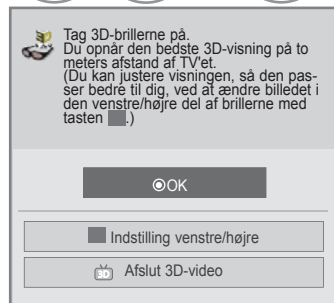 Tag 3D-brillerne på.
Du opnår den bedste 3D-visning på to
meters afstand af TV'et.
(Du kan justere visningen, så den pas-
ser bedre til dig, ved at ændre billedet i
den venstre/højre del af brillerne med
tasten .)
OK
Indstilling venstre/højre
3D Afslut 3D-video